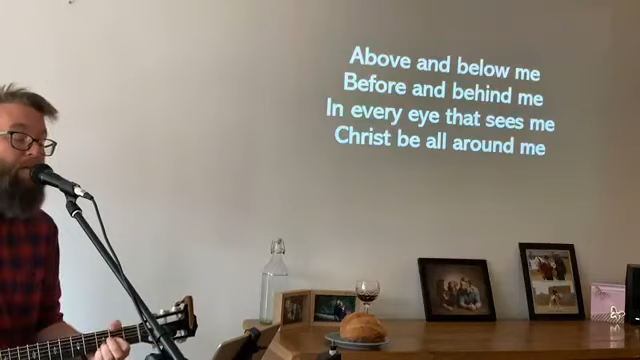 Above and below me
Before and behind me
In every eye that sees me
Christ be all around me